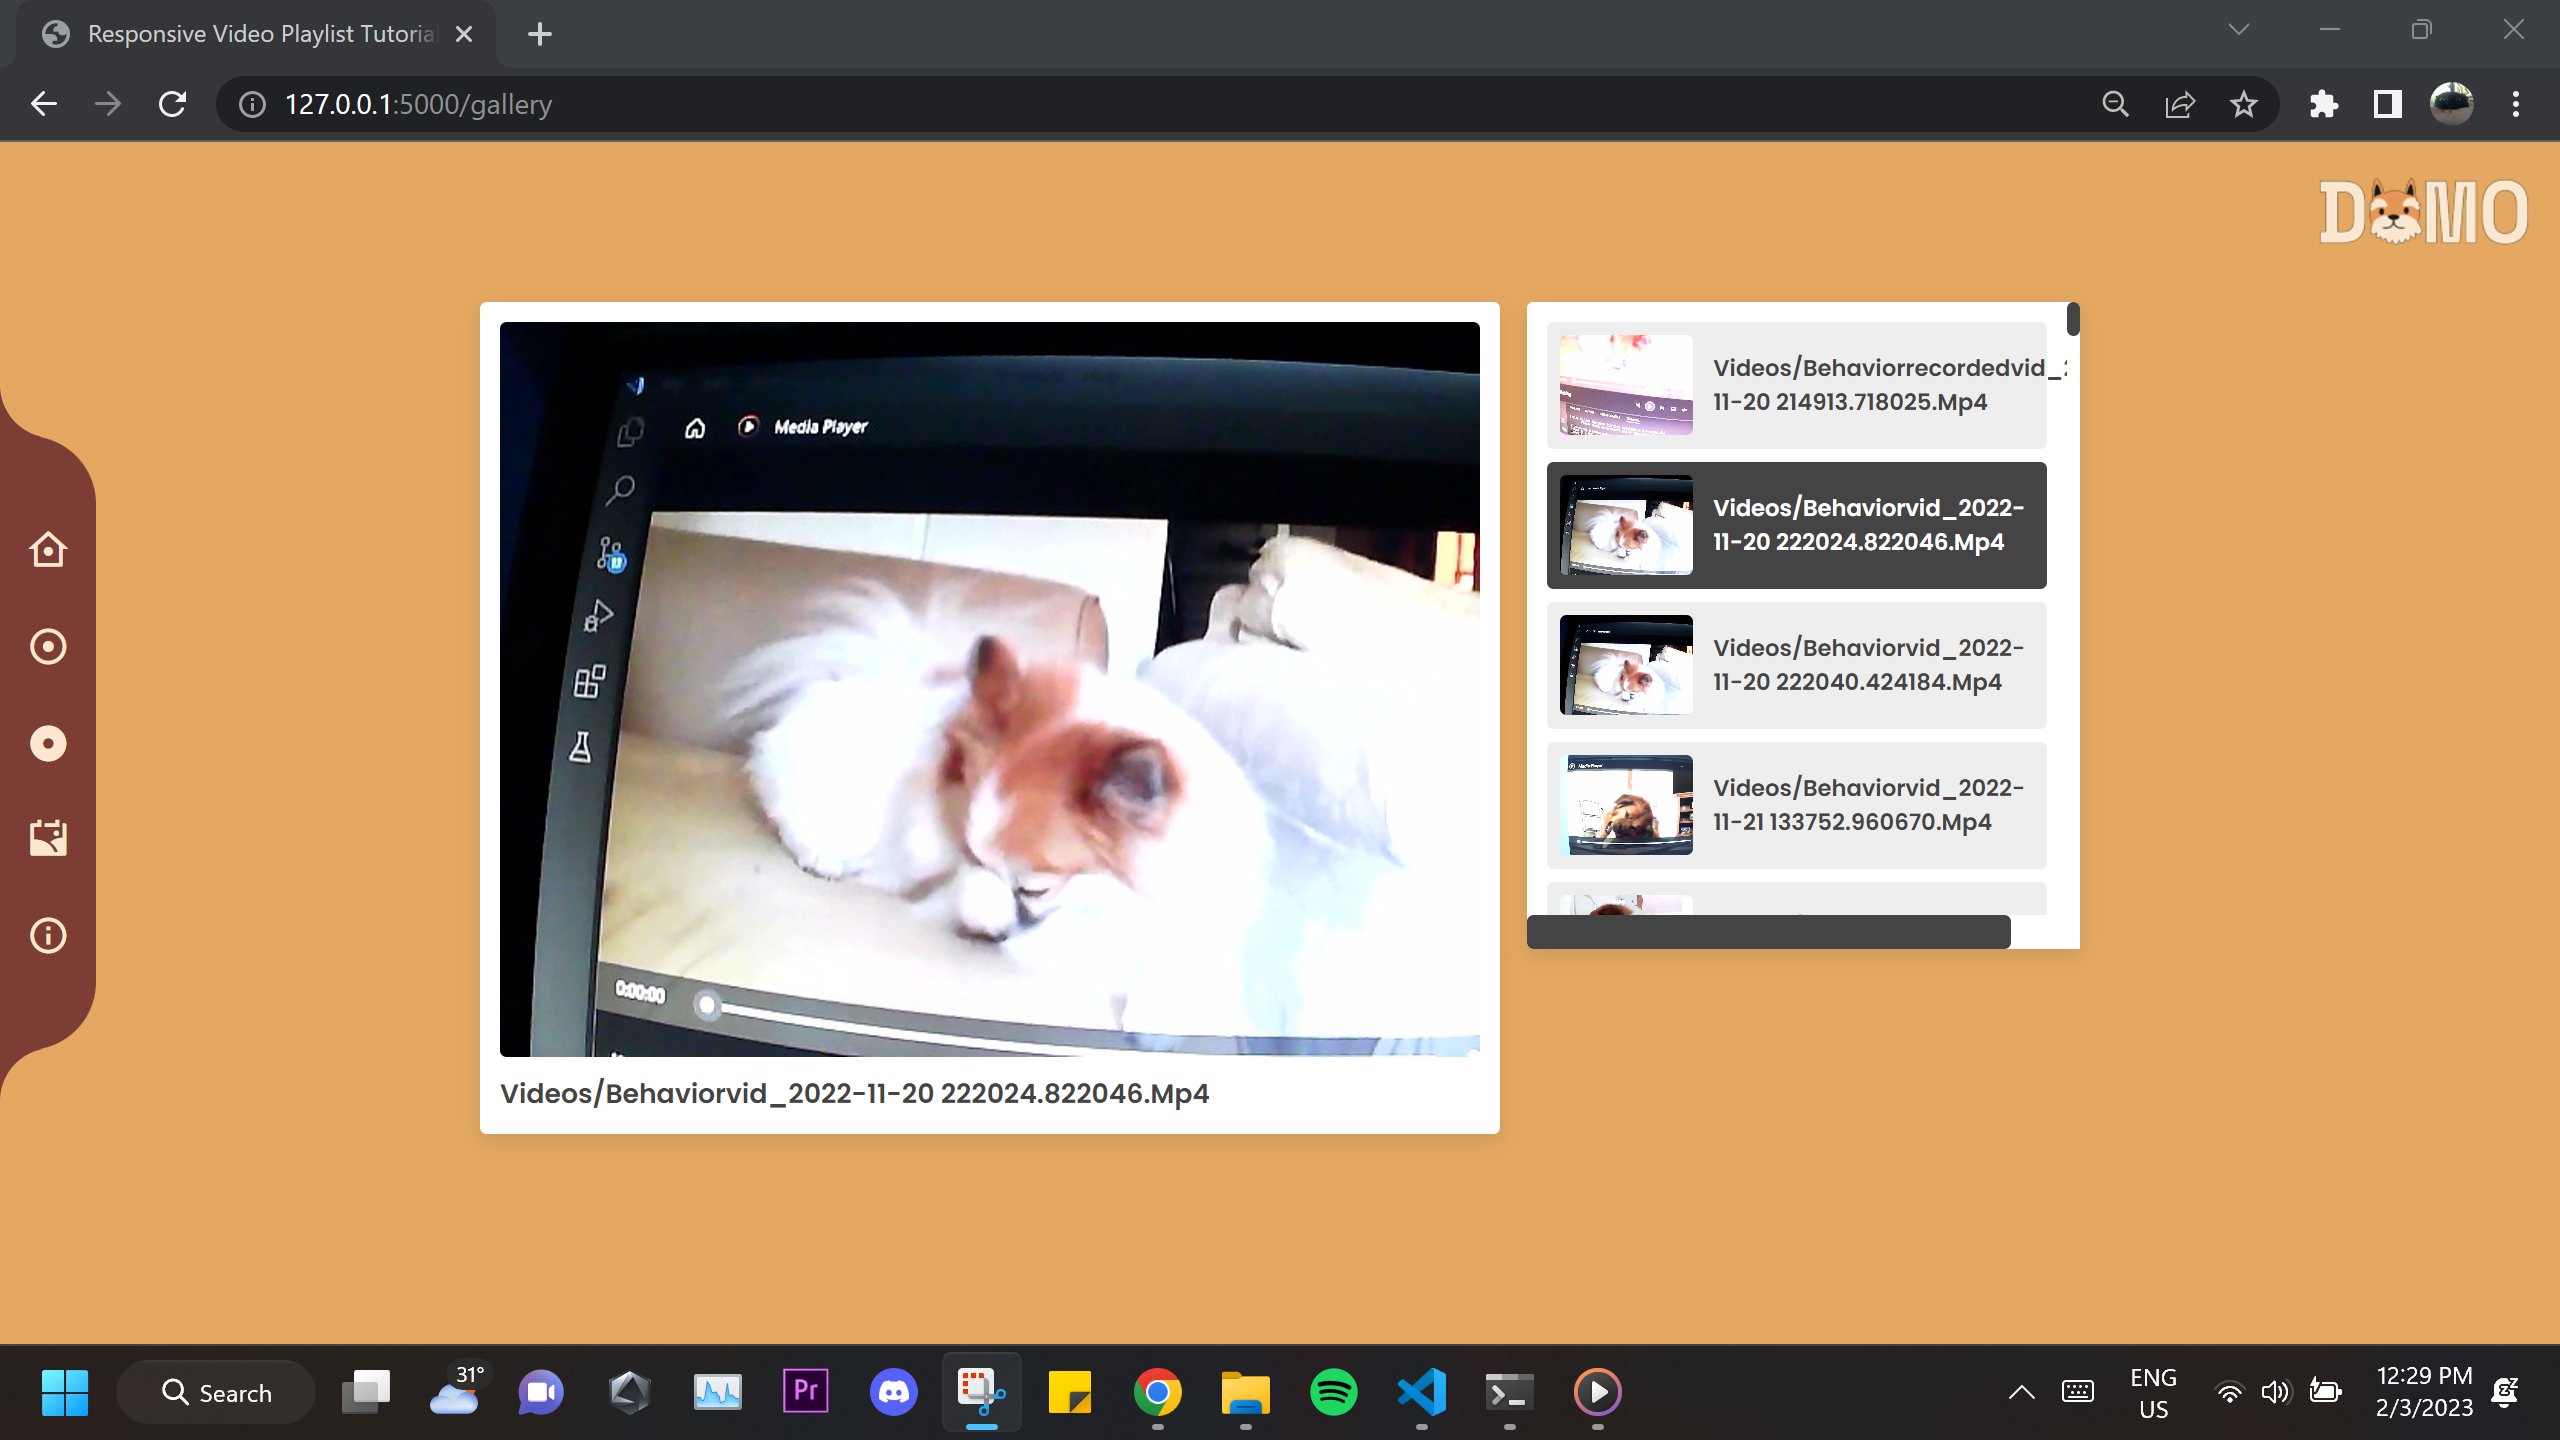 Responsive Video Playlist Tutorial
127.0.0.1:5000/gallery
DOMO
Media Player
0:00:00
Videos/Behaviorvid_2022-11-20 222024.822046.Mp4
Videos/Behaviorrecordedvid_
11-20 214913.718025.Mp4
Videos/Behaviorvid_2022-
11-20 222024.822046.Mp4
Videos/Behaviorvid_2022-
11-20 222040.424184.Mp4
Videos/Behaviorvid_2022-
11-21 133752.960670.Mp4
Search
31°
Pr
ENG
US
12:29 PM
2/3/2023